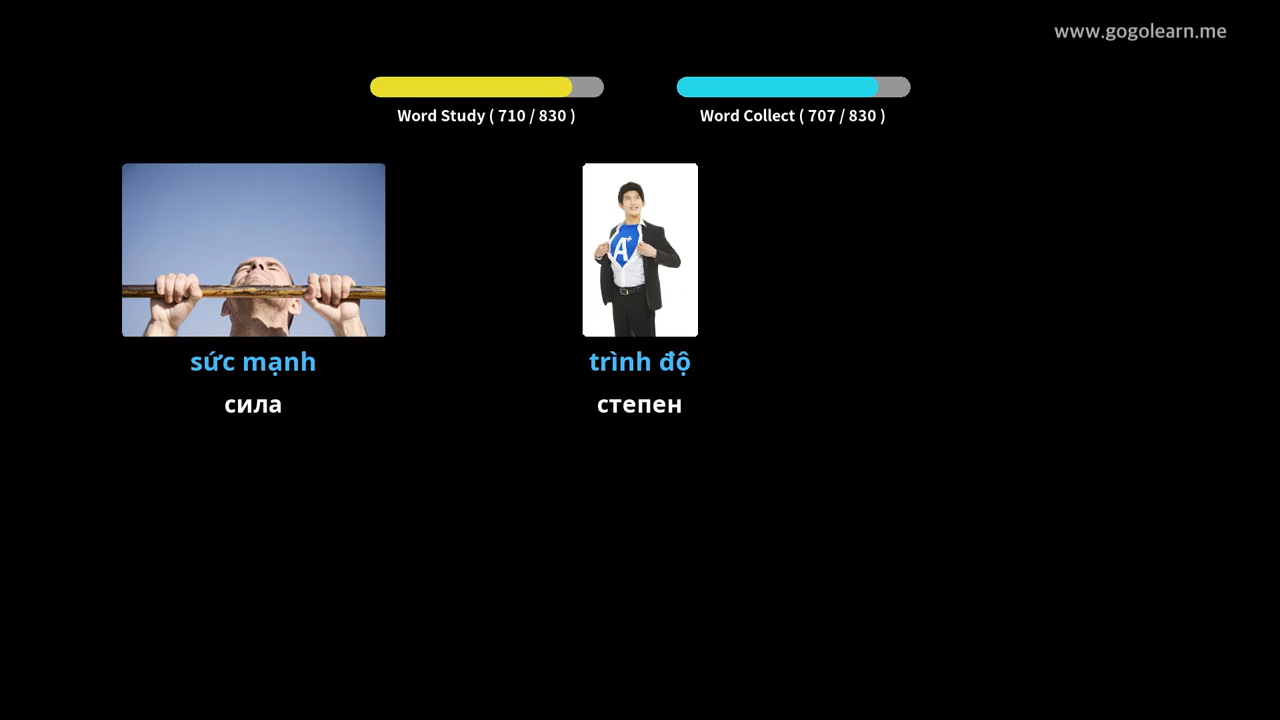 www.gogolearn.me
Word Study ( 710 / 830 )
Word Collect ( 707 / 830 )
A+
sức mạnh
trình độ
сила
степен